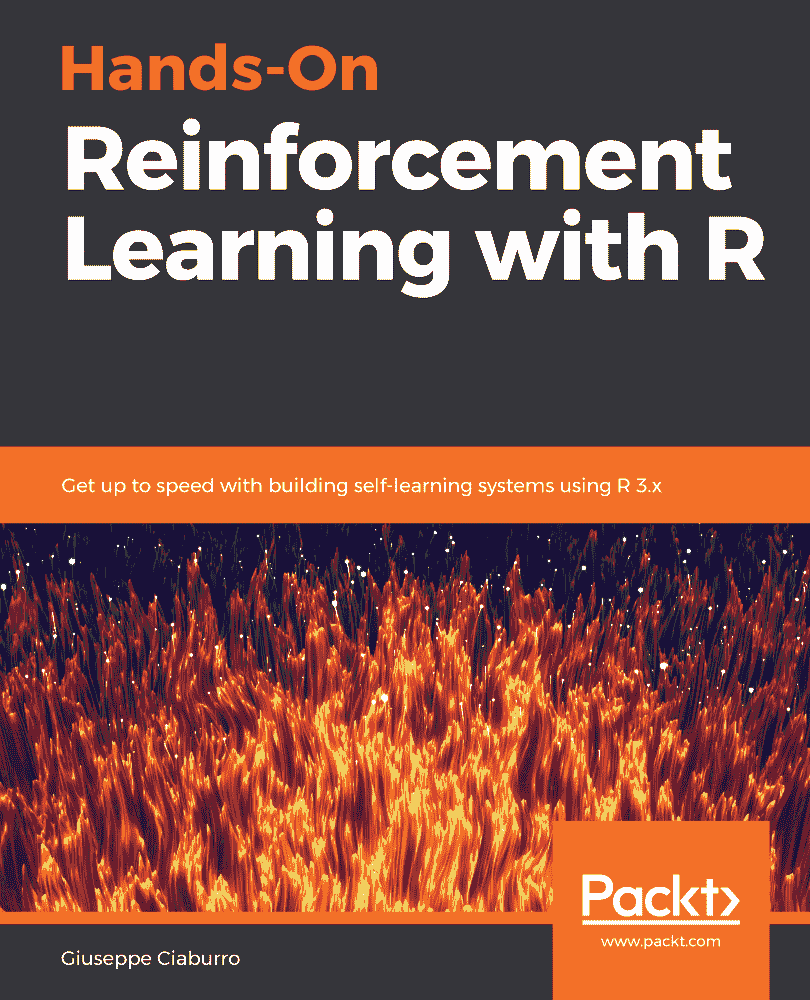 Hands-On
Reinforcement
Learning with R
Get up to speed with building self-learning systems using R 3.x
Packt>
www.packt.com
Giuseppe Ciaburro